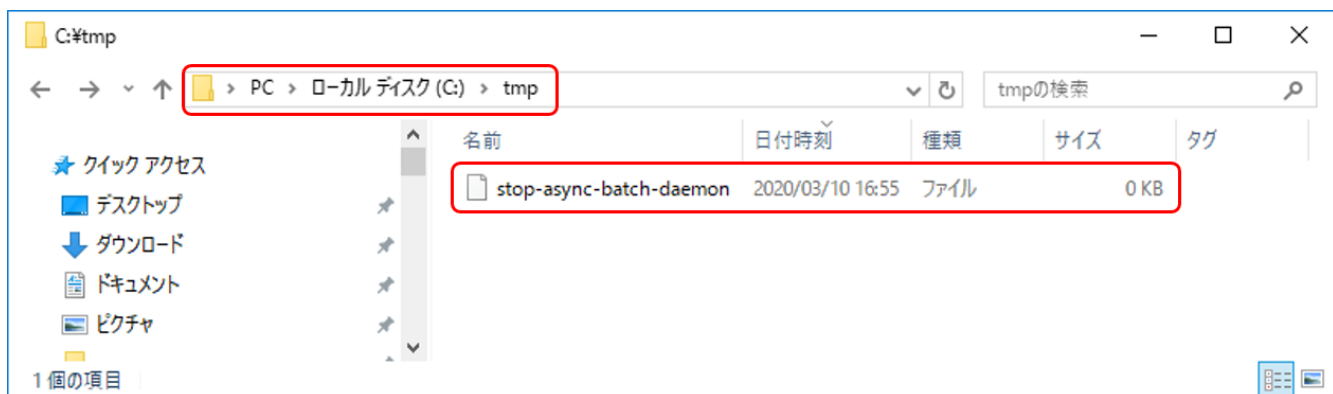 C:¥tmp
PC > ローカル ディスク (C:) > tmp
tmpの検索
名前 日付時刻 種類 サイズ タグ
stop-async-batch-daemon 2020/03/10 16:55 ファイル 0 KB
クイック アクセス
デスクトップ
ダウンロード
ドキュメント
ピクチャ
1 個の項目